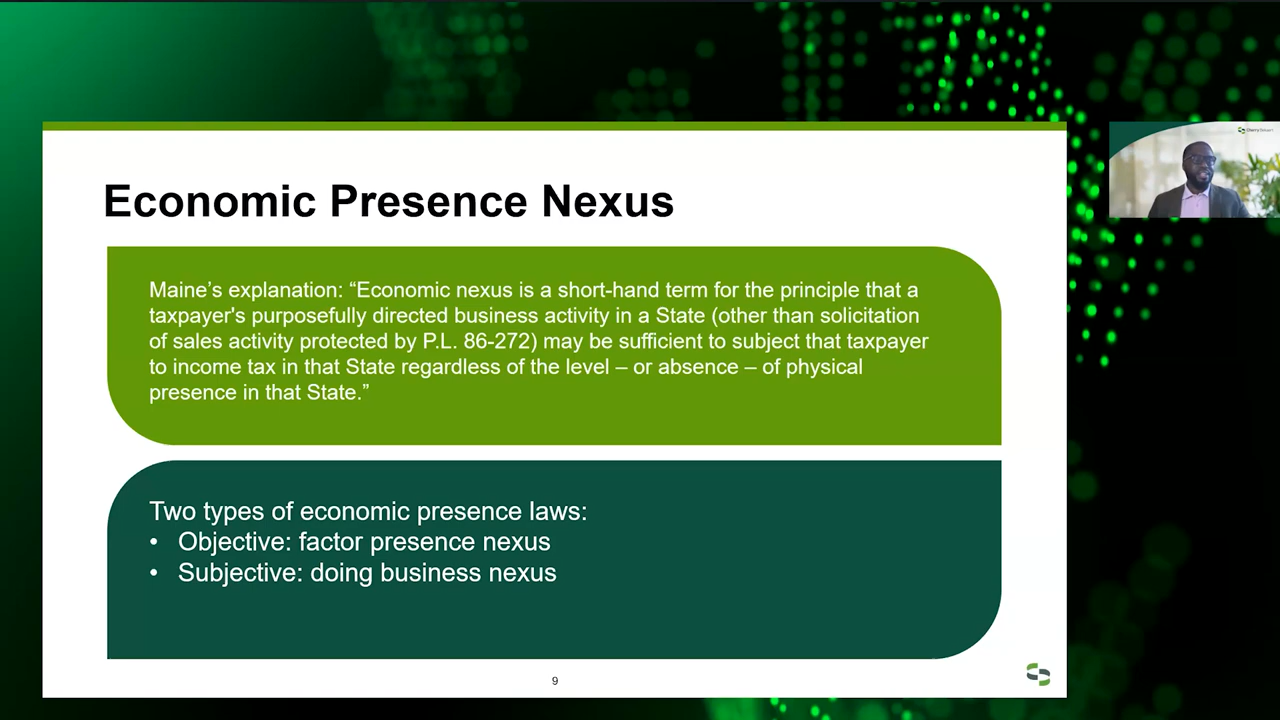 Economic Presence Nexus
Maine’s explanation: “Economic nexus is a short-hand term for the principle that a
taxpayer's purposefully directed business activity in a State (other than solicitation
of sales activity protected by P.L. 86-272) may be sufficient to subject that taxpayer
to income tax in that State regardless of the level – or absence – of physical
presence in that State.”
Two types of economic presence laws:
• Objective: factor presence nexus
• Subjective: doing business nexus
9